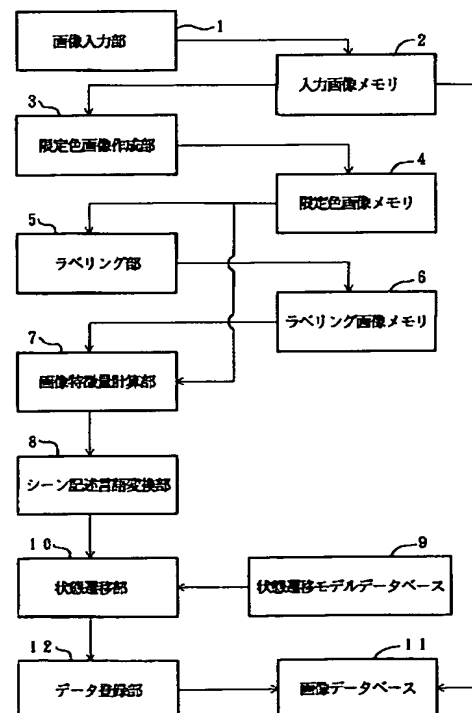 1
画像入力部
2
入力画像メモリ
3
限定色画像作成部
4
限定色画像メモリ
5
ラベリング部
6
ラベリング画像メモリ
7
画像特徴量計算部
8
シーン記述言語変換部
9
状態遷移モデルデータベース
10
状態遷移部
11
画像データベース
12
データ登録部